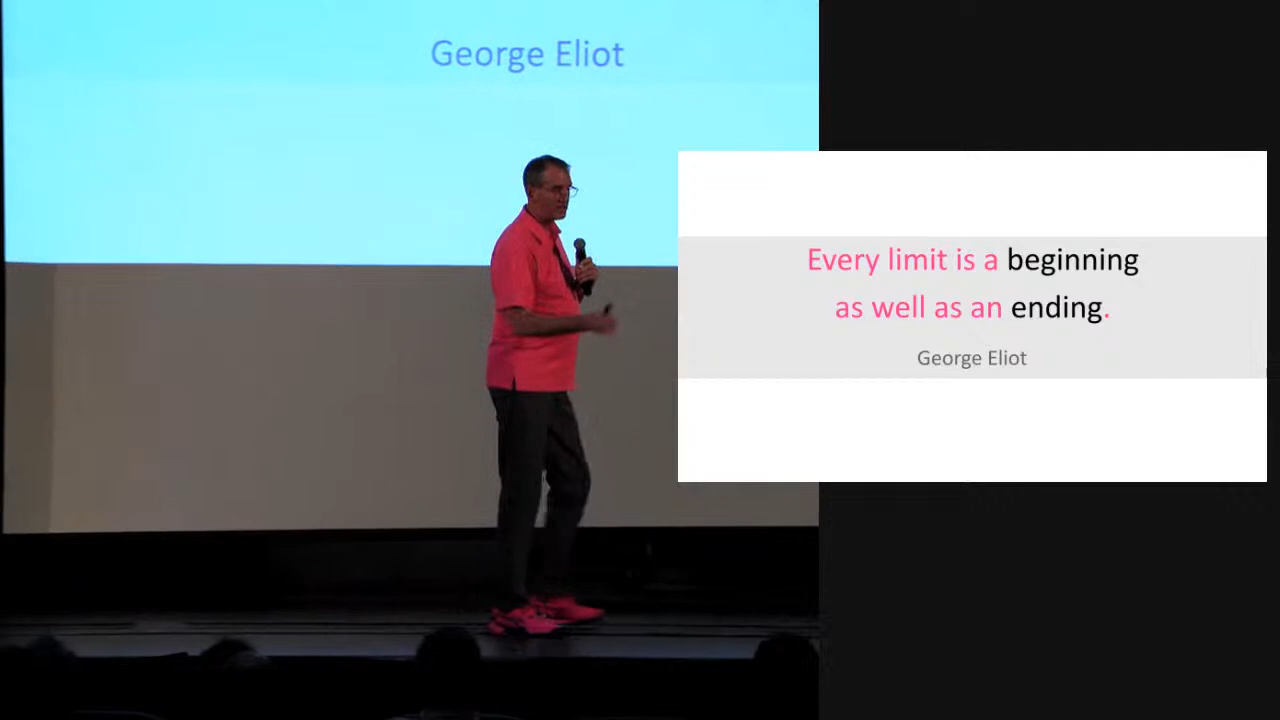 George Eliot
Every limit is a beginning
as well as an ending.
George Eliot